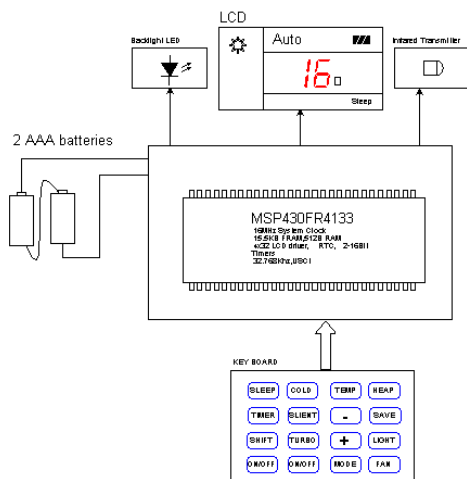 LCD
Backlight LED
Auto
Infrared Transmitter
16
Sleep
2 AAA batteries
MSP430FR4133
16MHz System Clock
15.5KB FRAM,512B RAM
4x32 LCD driver, RTC, 2-16Bit
Timers
32.768Khz,USCI
KEY BOARD
SLEEP COLD TEMP HEAP
TIMER SLIENT - SAVE
SHIFT TURBO + LIGHT
ON/OFF ON/OFF MODE FAN